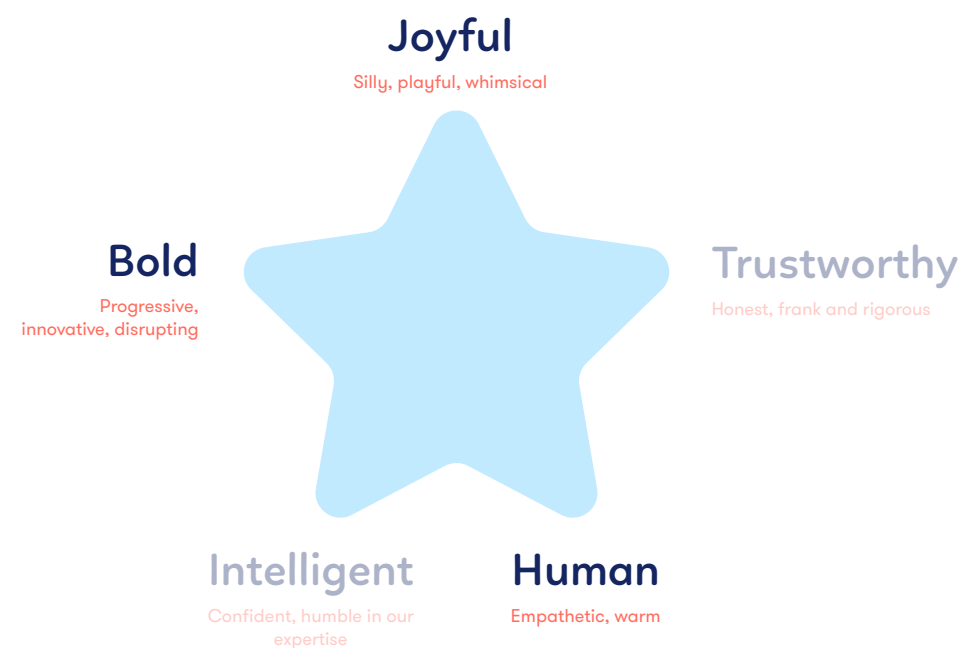 Joyful
Silly, playful, whimsical
Bold
Progressive,
innovative, disrupting
Trustworthy
Honest, frank and rigorous
Intelligent
Confident, humble in our
expertise
Human
Empathetic, warm